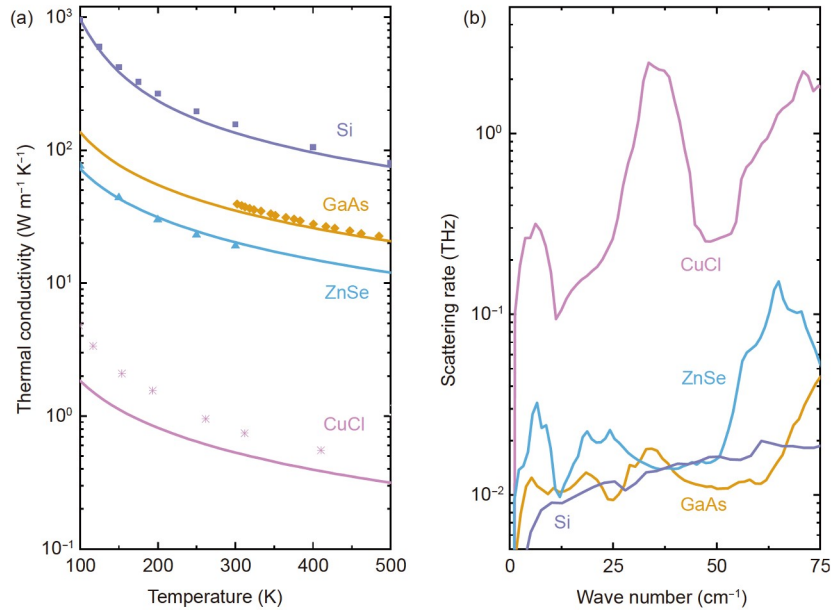 (a)
10³
10²
10¹
10⁰
10⁻¹
Thermal conductivity (W m⁻¹ K⁻¹)
Si
GaAs
ZnSe
CuCl
100
200
300
400
500
Temperature (K)
(b)
10⁰
10⁻¹
10⁻²
Scattering rate (THz)
CuCl
ZnSe
GaAs
Si
0
25
50
75
Wave number (cm⁻¹)